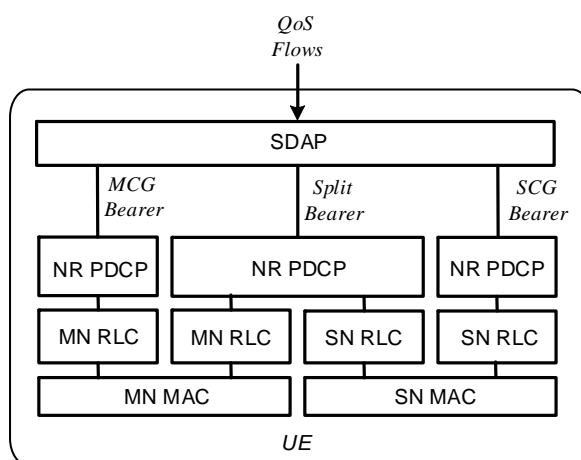 QoS
Flows
SDAP
MCG
Bearer
Split
Bearer
SCG
Bearer
NR PDCP
NR PDCP
NR PDCP
MN RLC
MN RLC
SN RLC
SN RLC
MN MAC
SN MAC
UE